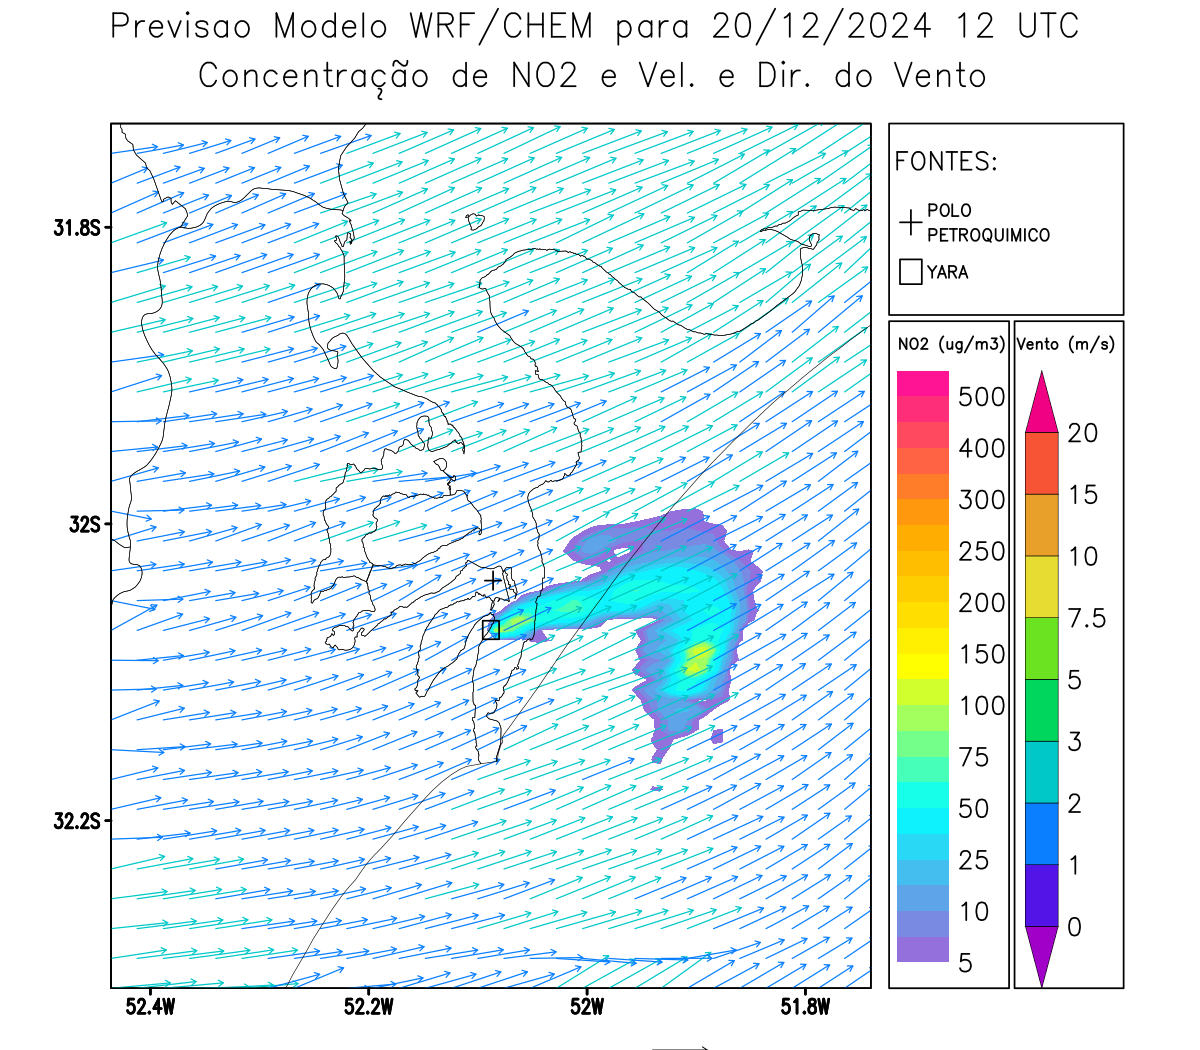 Previsao Modelo WRF/CHEM para 20/12/2024 12 UTC
Concentração de NO2 e Vel. e Dir. do Vento
FONTES:
POLO
PETROQUIMICO
YARA
31.8S
32S
32.2S
52.4W
52.2W
52W
51.8W
NO2 (ug/m3)
500
400
300
250
200
150
100
75
50
25
10
5
Vento (m/s)
20
15
10
7.5
5
3
2
1
0